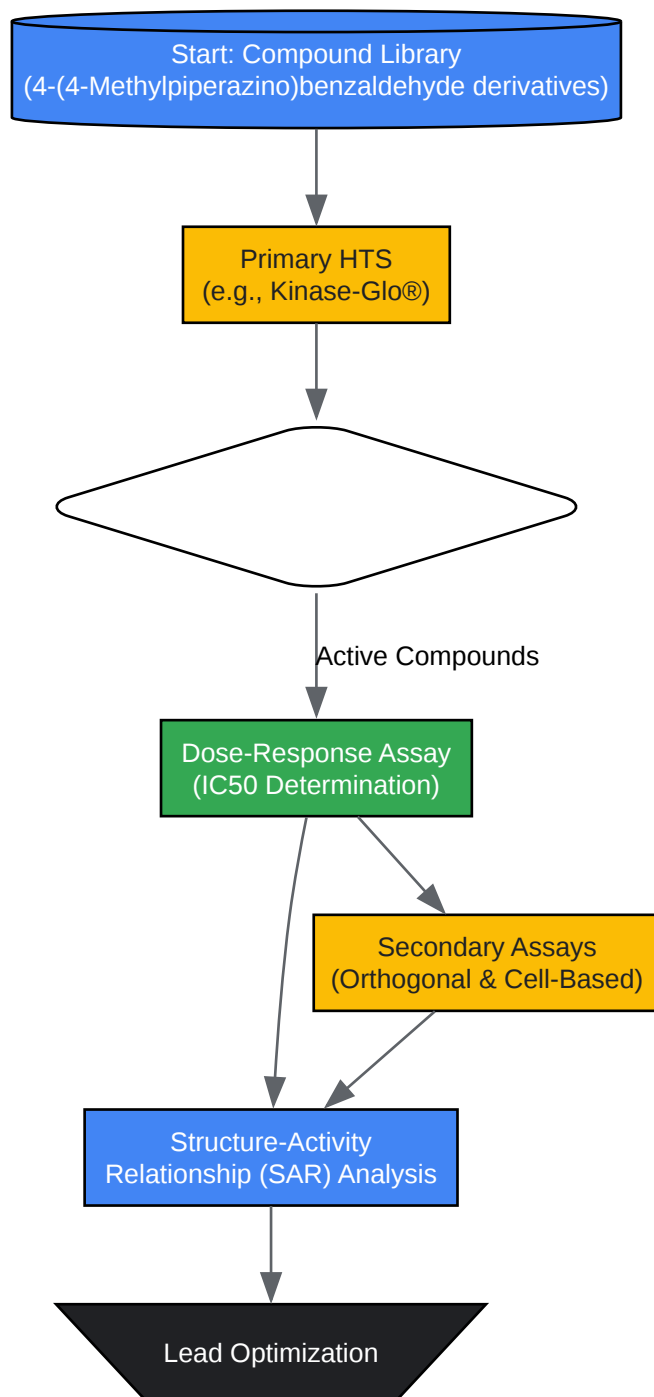 Start: Compound Library
(4-(4-Methylpiperazino)benzaldehyde derivatives)
Primary HTS
(e.g., Kinase-Glo®)
Active Compounds
Dose-Response Assay
(IC50 Determination)
Secondary Assays
(Orthogonal & Cell-Based)
Structure-Activity
Relationship (SAR) Analysis
Lead Optimization